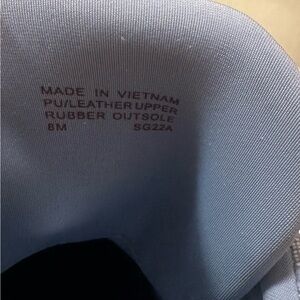 MADE IN VIETNAM
PU/LEATHER UPPER
RUBBER OUTSOLE
8M SG22A